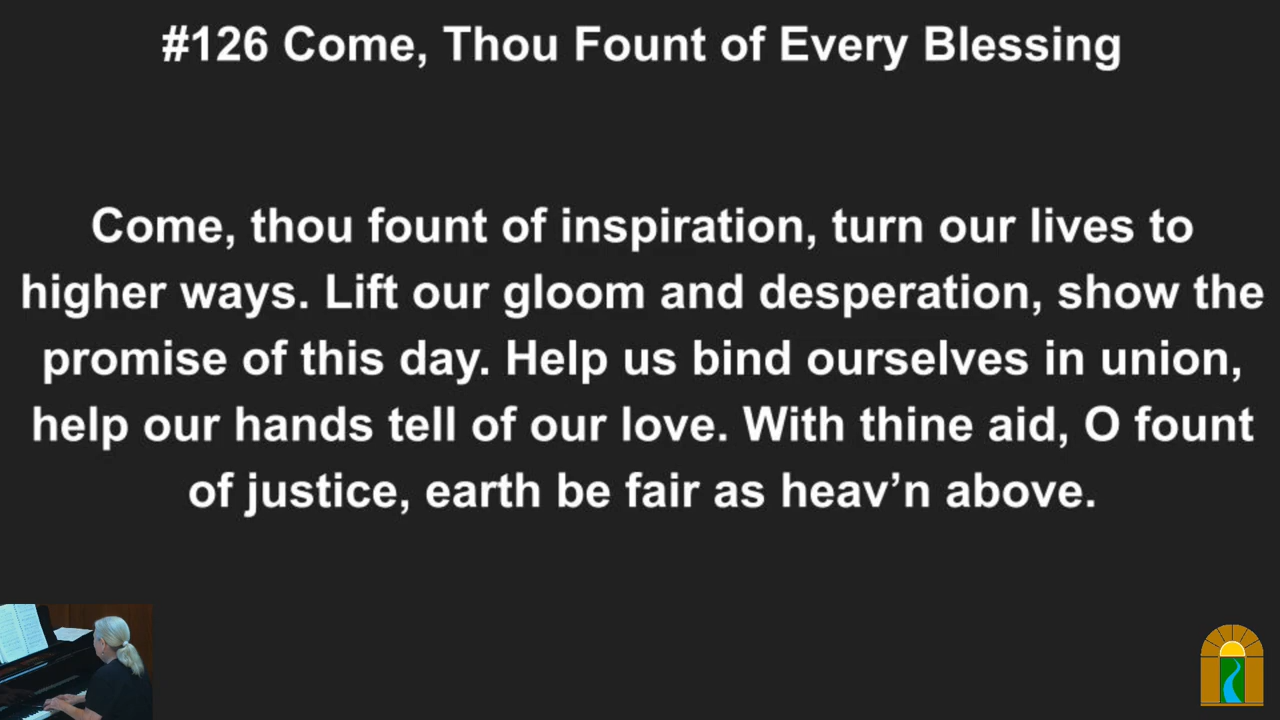 #126 Come, Thou Fount of Every Blessing
Come, thou fount of inspiration, turn our lives to
higher ways. Lift our gloom and desperation, show the
promise of this day. Help us bind ourselves in union,
help our hands tell of our love. With thine aid, O fount
of justice, earth be fair as heav’n above.